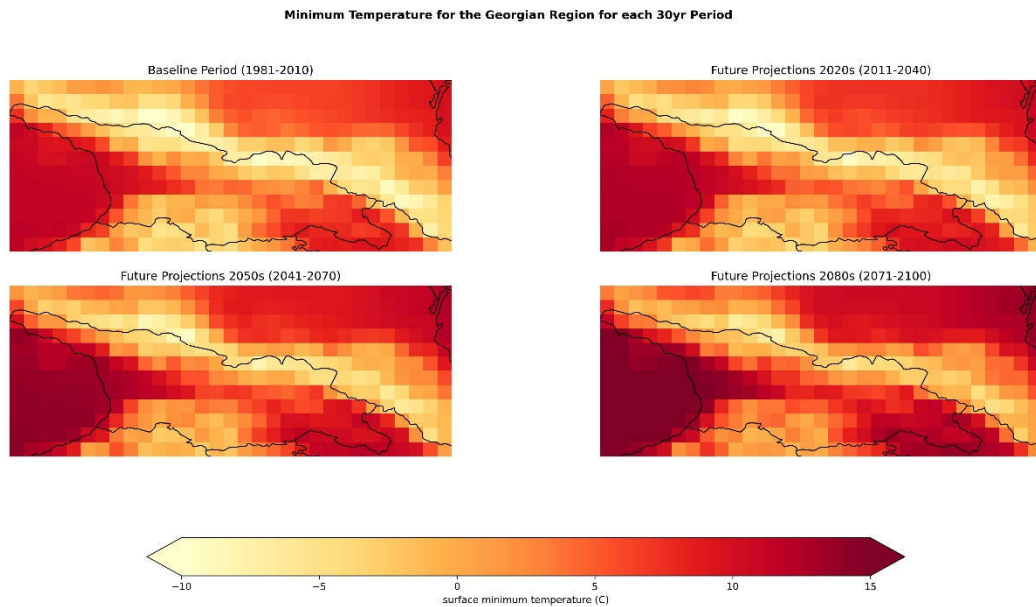 Minimum Temperature for the Georgian Region for each 30yr Period
Baseline Period (1981-2010)
Future Projections 2020s (2011-2040)
Future Projections 2050s (2041-2070)
Future Projections 2080s (2071-2100)
−10 −5 0 5 10 15
surface minimum temperature (C)